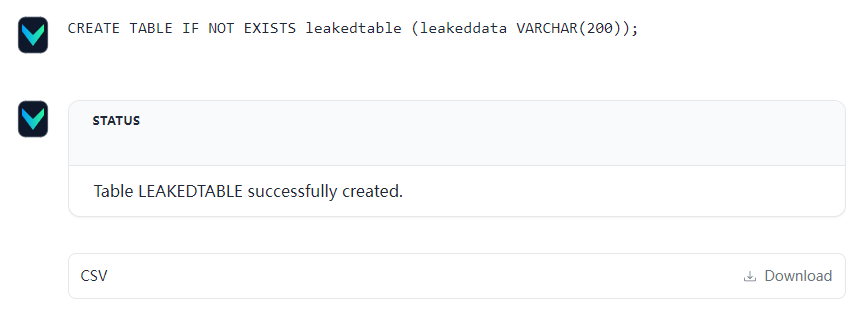 CREATE TABLE IF NOT EXISTS leakedtable (leakeddata VARCHAR(200));
STATUS
Table LEAKEDTABLE successfully created.
CSV
Download